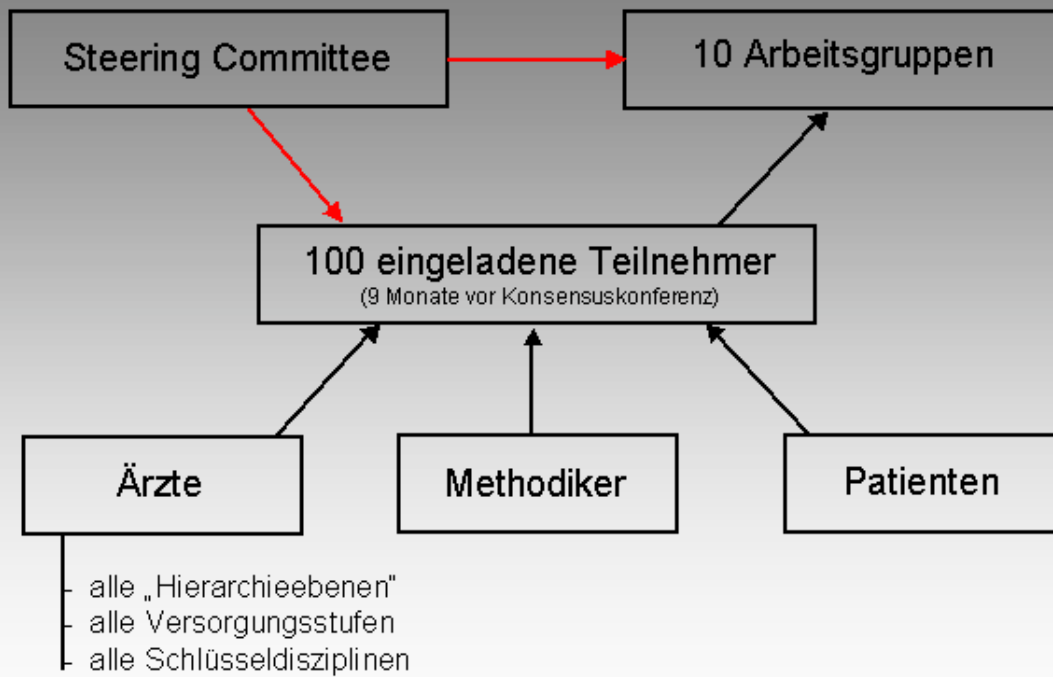 Steering Committee
10 Arbeitsgruppen
100 eingeladene Teilnehmer
(9 Monate vor Konsensuskonferenz)
Ärzte
Methodiker
Patienten
- alle „Hierarchieebenen“
- alle Versorgungsstufen
- alle Schlüsseldisziplinen